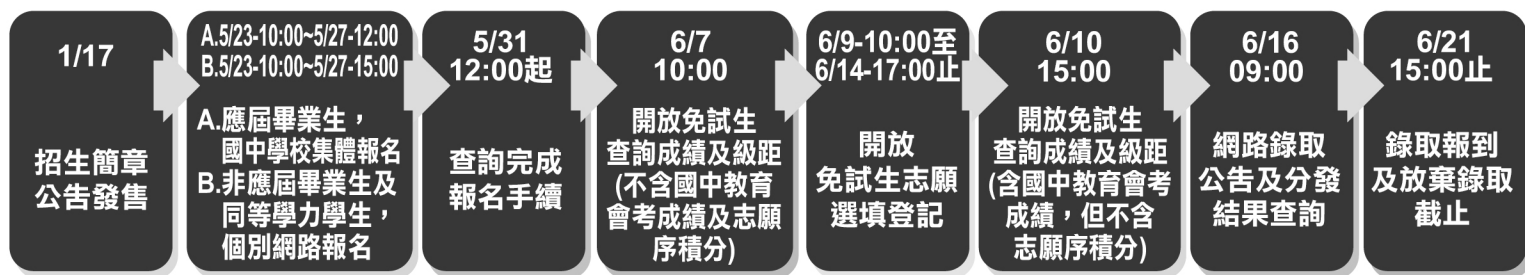 1/17
招生簡章
公告發售
A.5/23-10:00~5/27-12:00
B.5/23-10:00~5/27-15:00
A.應屆畢業生，
國中學校集體報名
B.非應屆畢業生及
同等學力學生，
個別網路報名
5/31
12:00起
查詢完成
報名手續
6/7
10:00
開放免試生
查詢成績及級距
(不含國中教育
會考成績及志願
序積分)
6/9-10:00至
6/14-17:00止
開放
免試生志願
選填登記
6/10
15:00
開放免試生
查詢成績及級距
(含國中教育會考
成績，但不含
志願序積分)
6/16
09:00
網路錄取
公告及分發
結果查詢
6/21
15:00止
錄取報到
及放棄錄取
截止